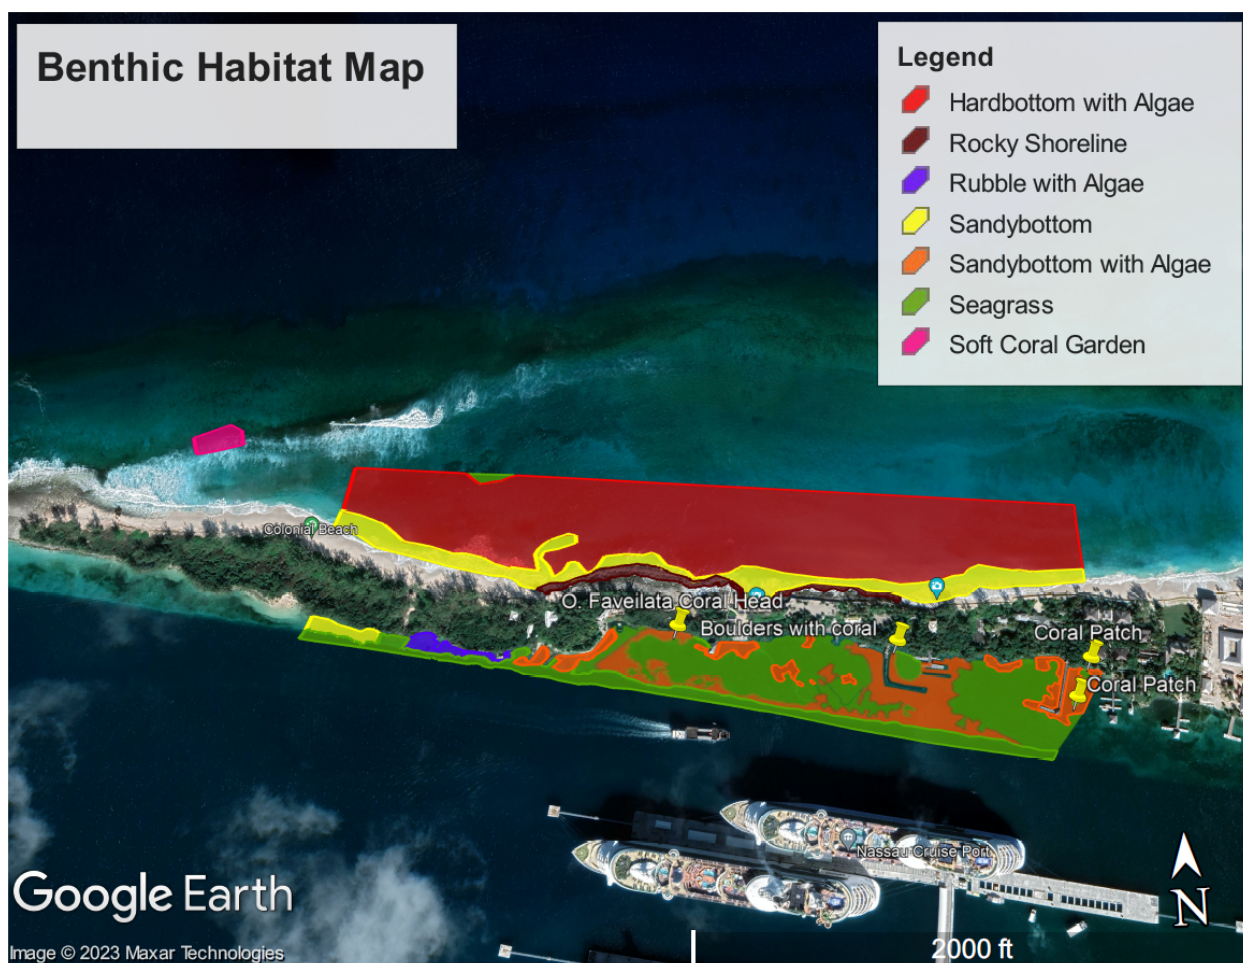 Benthic Habitat Map
Legend
Hardbottom with Algae
Rocky Shoreline
Rubble with Algae
Sandybottom
Sandybottom with Algae
Seagrass
Soft Coral Garden
Colonial Beach
O. Faveilata Coral Head
Boulders with coral
Coral Patch
Coral Patch
Nassau Cruise Port
Google Earth
N
Image © 2023 Maxar Technologies
2000 ft